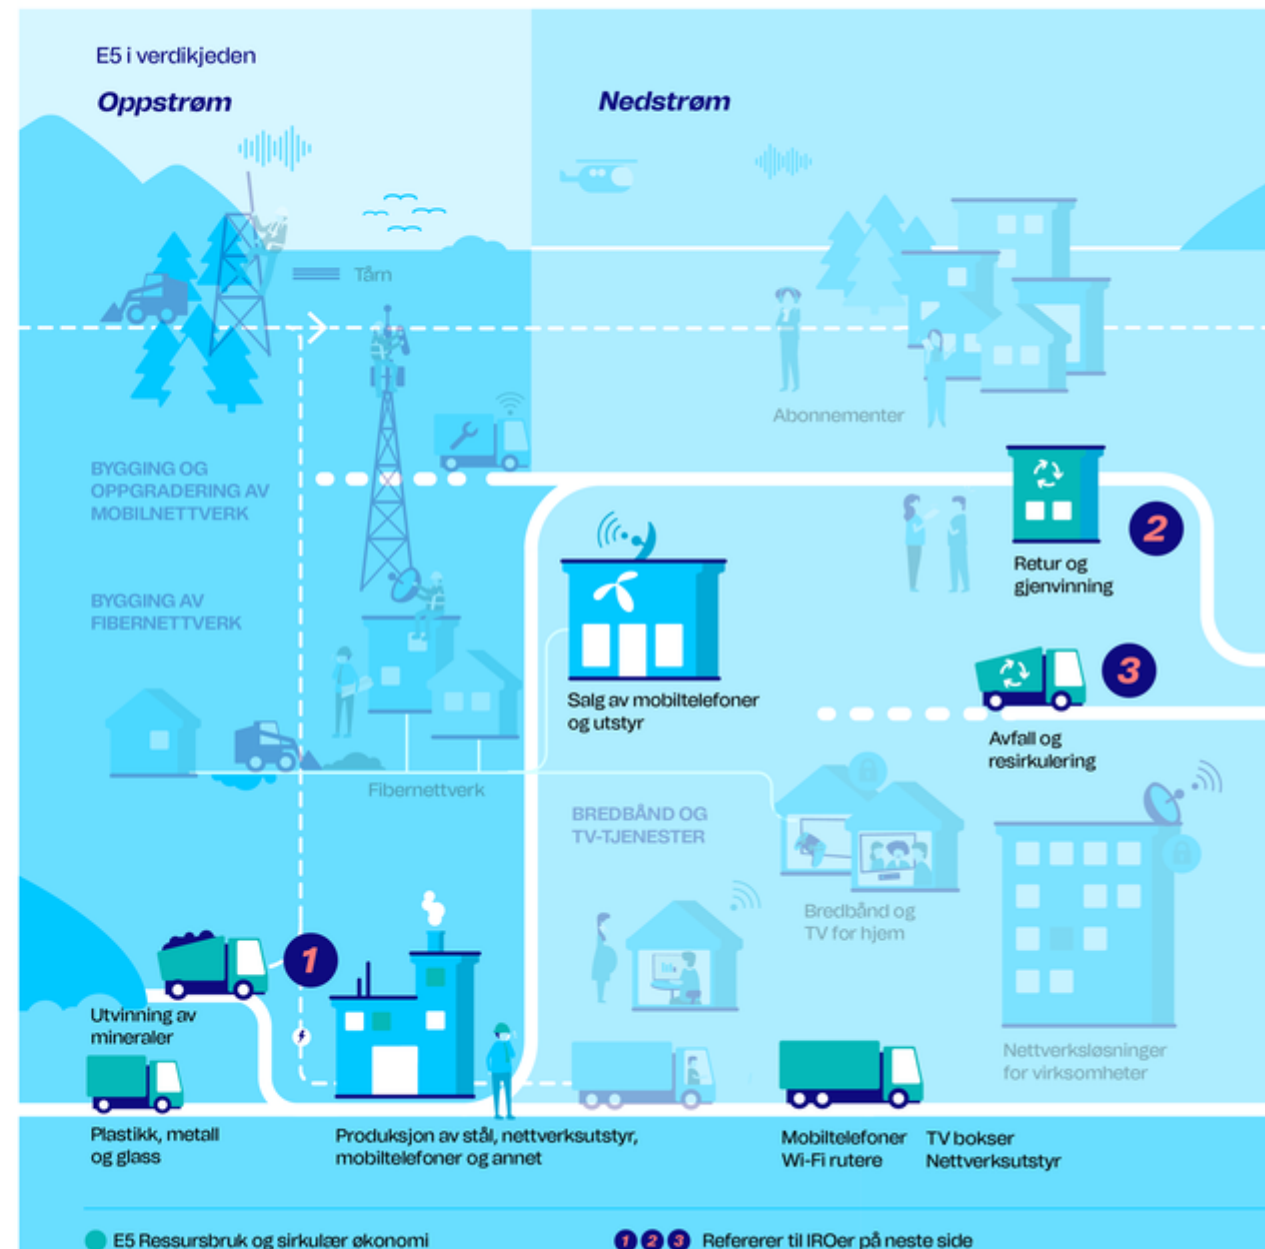 E5 i verdikjeden
Oppstrøm
Nedstrøm
Tårn
Abonnementer
BYGGING OG
OPPGRADERING AV
MOBILNETTVERK
2
Retur og
gjenvinning
BYGGING AV
FIBERNETTVERK
3
Salg av mobiltelefoner
og utstyr
Avfall og
resirkulering
Fibernettverk
BREDBÅND OG
TV-TJENESTER
Bredbånd og
TV for hjem
1
Utvinning av
mineraler
Nettverksløsninger
for virksomheter
Plastikk, metall
og glass
Produksjon av stål, nettverksutstyr,
mobiltelefoner og annet
Mobiltelefoner
Wi-Fi rutere
TV bokser
Nettverksutstyr
E5 Ressursbruk og sirkulær økonomi
1 2 3 Refererer til IROer på neste side